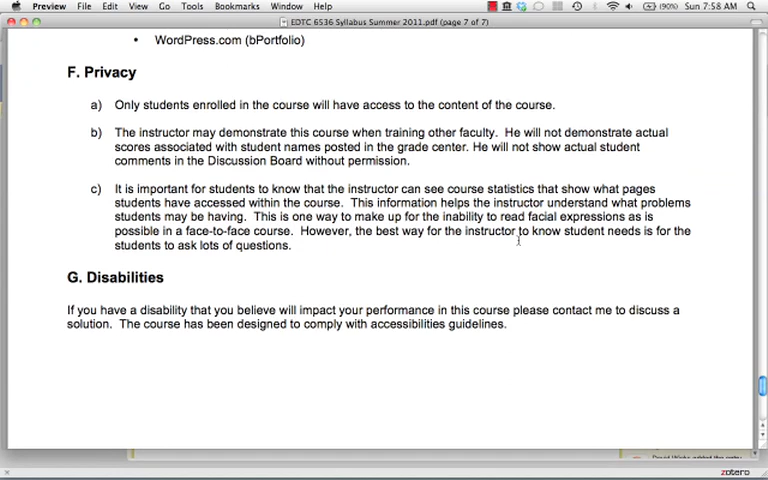 Preview File Edit View Go Tools Bookmarks Window Help (90%) Sun 7:58 AM
EDTC 6536 Syllabus Summer 2011.pdf (page 7 of 7)
• WordPress.com (bPortfolio)
F. Privacy
a) Only students enrolled in the course will have access to the content of the course.
b) The instructor may demonstrate this course when training other faculty. He will not demonstrate actual
scores associated with student names posted in the grade center. He will not show actual student
comments in the Discussion Board without permission.
c) It is important for students to know that the instructor can see course statistics that show what pages
students have accessed within the course. This information helps the instructor understand what problems
students may be having. This is one way to make up for the inability to read facial expressions as is
possible in a face-to-face course. However, the best way for the instructor to know student needs is for the
students to ask lots of questions.
G. Disabilities
If you have a disability that you believe will impact your performance in this course please contact me to discuss a
solution. The course has been designed to comply with accessibilities guidelines.
zotero